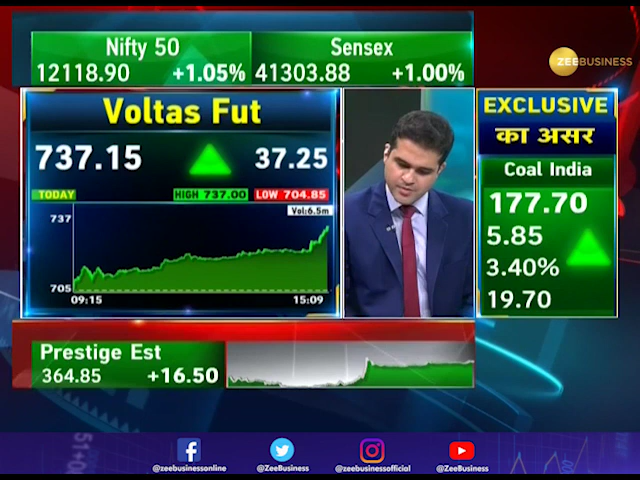 Nifty 50
12118.90 +1.05%
Sensex
41303.88 +1.00%
ZEEBUSINESS
Voltas Fut
737.15 37.25
TODAY HIGH 737.00 LOW 704.85
Vol:6.5m
737
705
09:15 15:09
EXCLUSIVE
का असर
Coal India
177.70
5.85
3.40%
19.70
Prestige Est
364.85 +16.50
@zeebusinessonline
@ZeeBusiness
@zeebusinessofficial
@ZeeBusiness